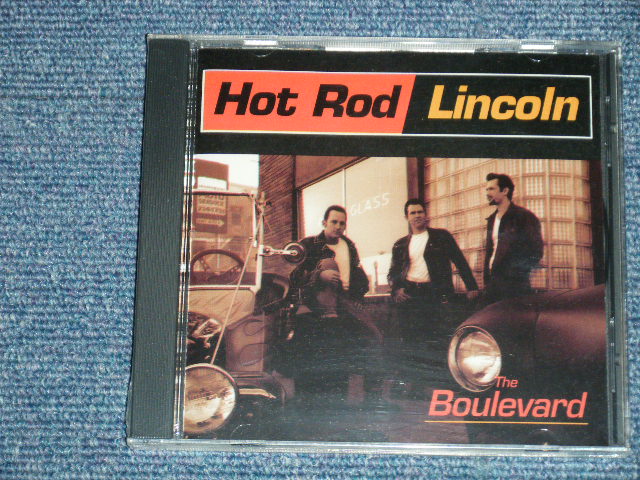 Hot Rod Lincoln
GLASS
The
Boulevard